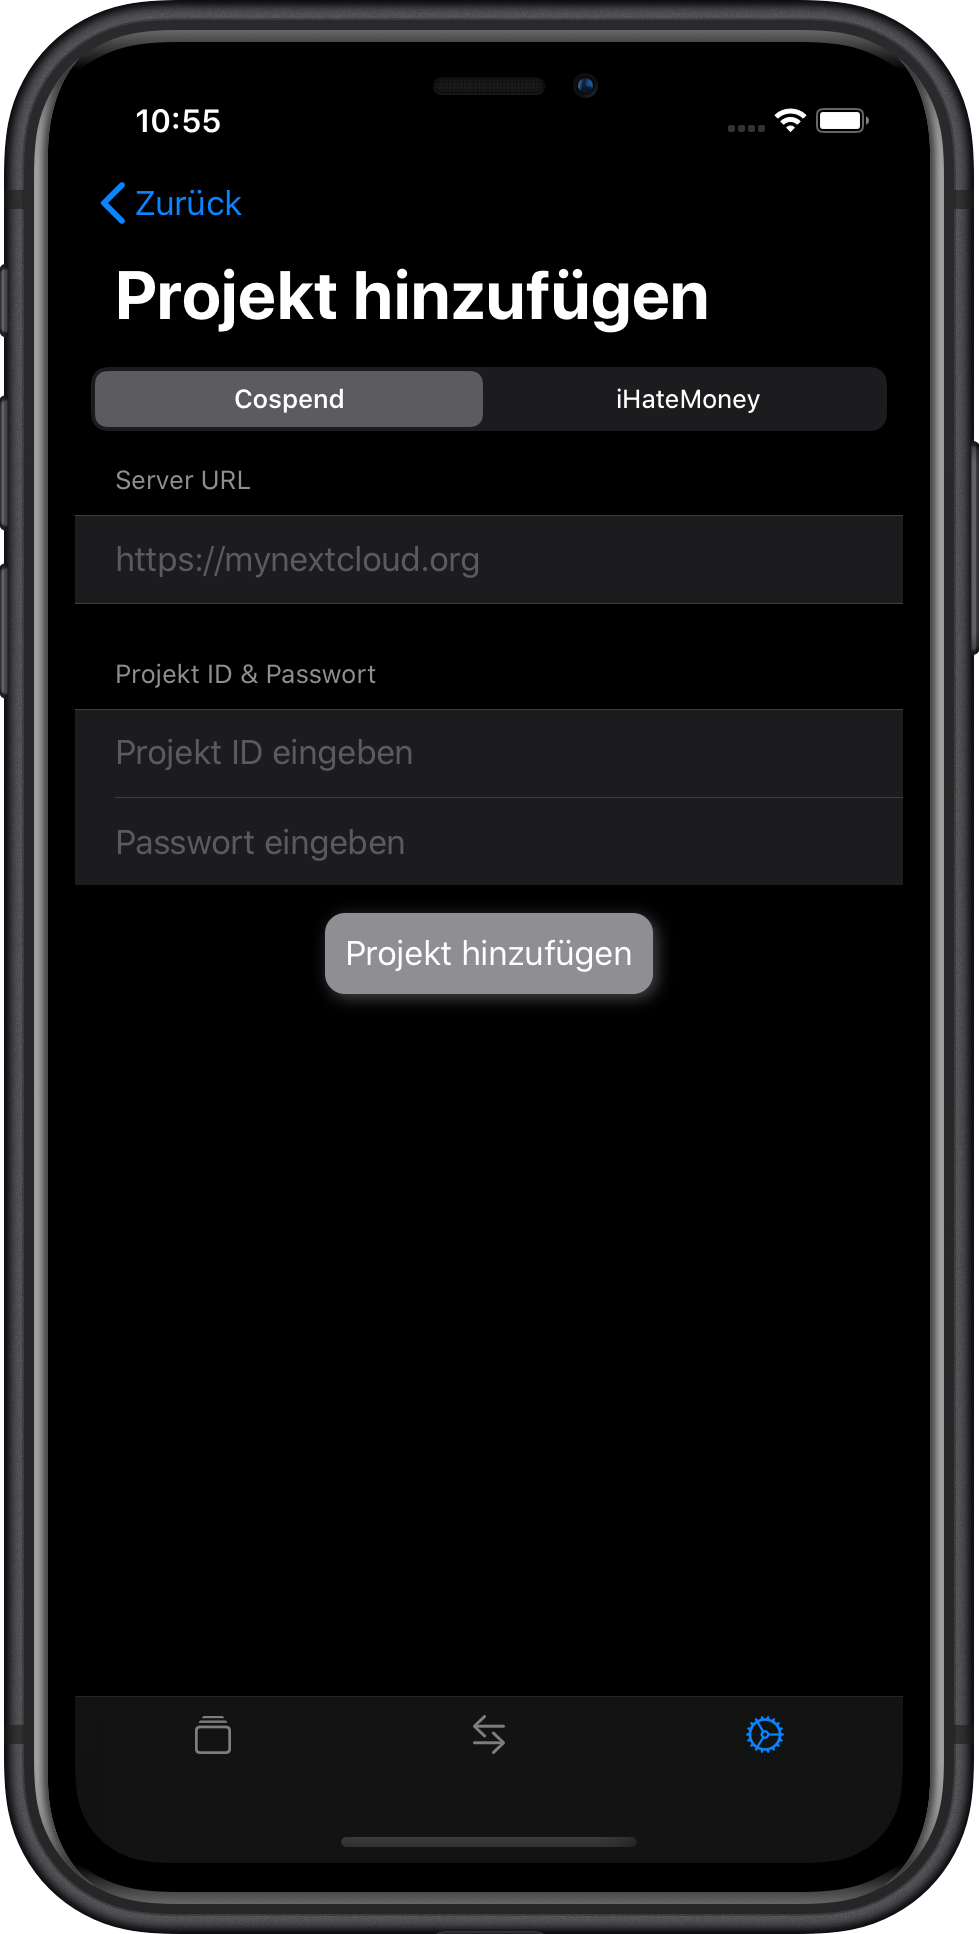 10:55
Zurück
Projekt hinzufügen
Cospend
iHateMoney
Server URL
https://mynextcloud.org
Projekt ID & Passwort
Projekt ID eingeben
Passwort eingeben
Projekt hinzufügen